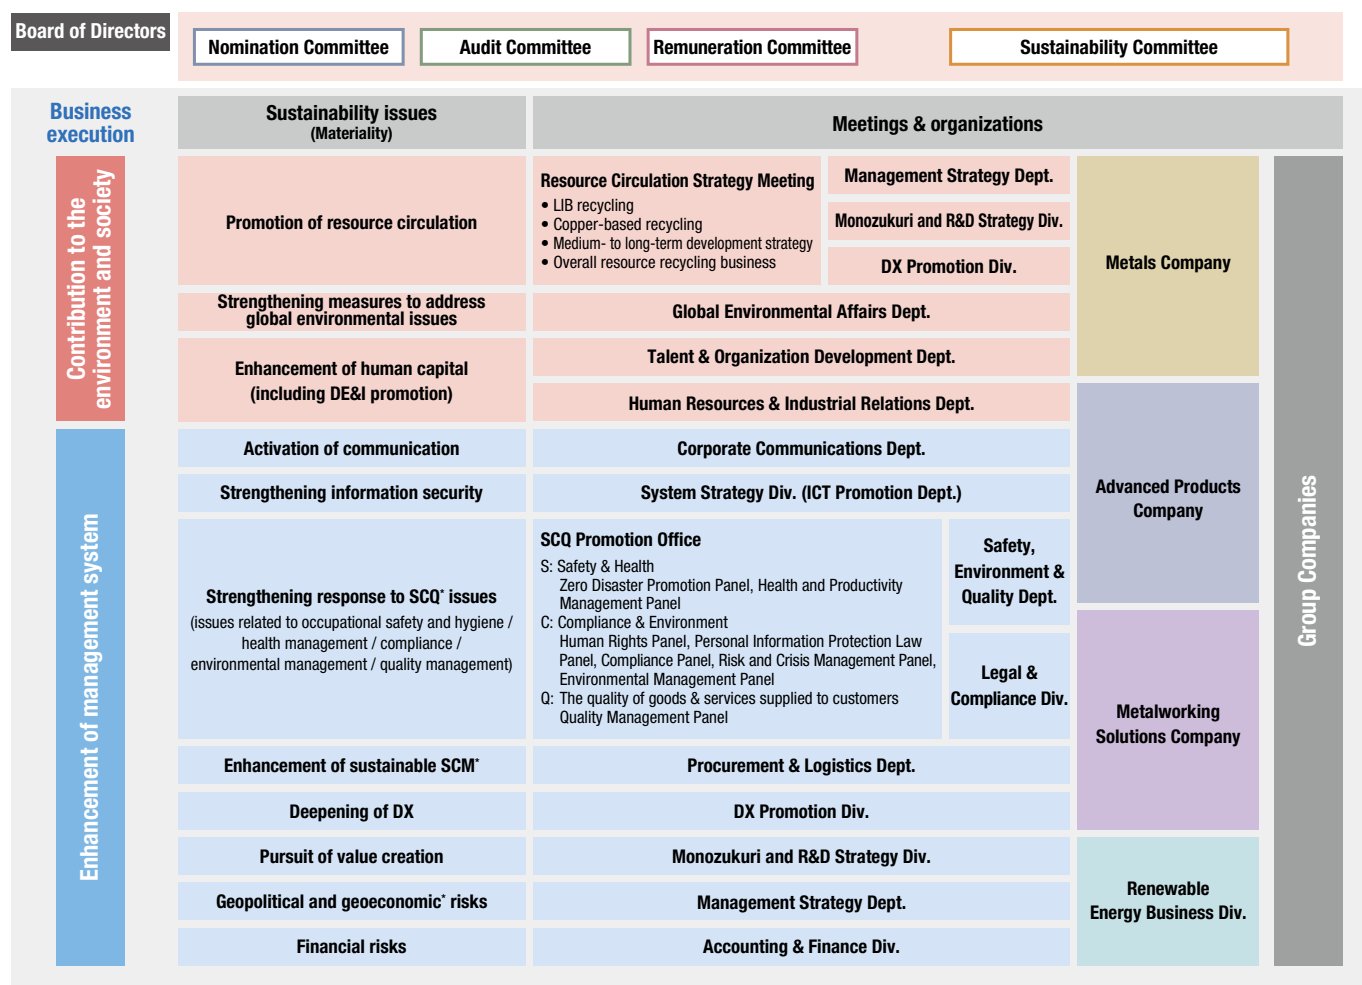 Board of Directors
Nomination Committee
Audit Committee
Remuneration Committee
Sustainability Committee
Business
execution
Sustainability issues
(Materiality)
Meetings & organizations
Contribution to the
environment and society
Promotion of resource circulation
Resource Circulation Strategy Meeting
• LIB recycling
• Copper-based recycling
• Medium- to long-term development strategy
• Overall resource recycling business
Management Strategy Dept.
Monozukuri and R&D Strategy Div.
DX Promotion Div.
Strengthening measures to address
global environmental issues
Global Environmental Affairs Dept.
Enhancement of human capital
(including DE&I promotion)
Talent & Organization Development Dept.
Human Resources & Industrial Relations Dept.
Enhancement of management system
Activation of communication
Corporate Communications Dept.
Strengthening information security
System Strategy Div. (ICT Promotion Dept.)
Strengthening response to SCQ* issues
(issues related to occupational safety and hygiene /
health management / compliance /
environmental management / quality management)
SCQ Promotion Office
S: Safety & Health
Zero Disaster Promotion Panel, Health and Productivity
Management Panel
C: Compliance & Environment
Human Rights Panel, Personal Information Protection Law
Panel, Compliance Panel, Risk and Crisis Management Panel,
Environmental Management Panel
Q: The quality of goods & services supplied to customers
Quality Management Panel
Safety,
Environment &
Quality Dept.
Legal &
Compliance Div.
Enhancement of sustainable SCM*
Procurement & Logistics Dept.
Deepening of DX
DX Promotion Div.
Pursuit of value creation
Monozukuri and R&D Strategy Div.
Geopolitical and geoeconomic* risks
Management Strategy Dept.
Financial risks
Accounting & Finance Div.
Metals Company
Advanced Products
Company
Metalworking
Solutions Company
Renewable
Energy Business Div.
Group Companies